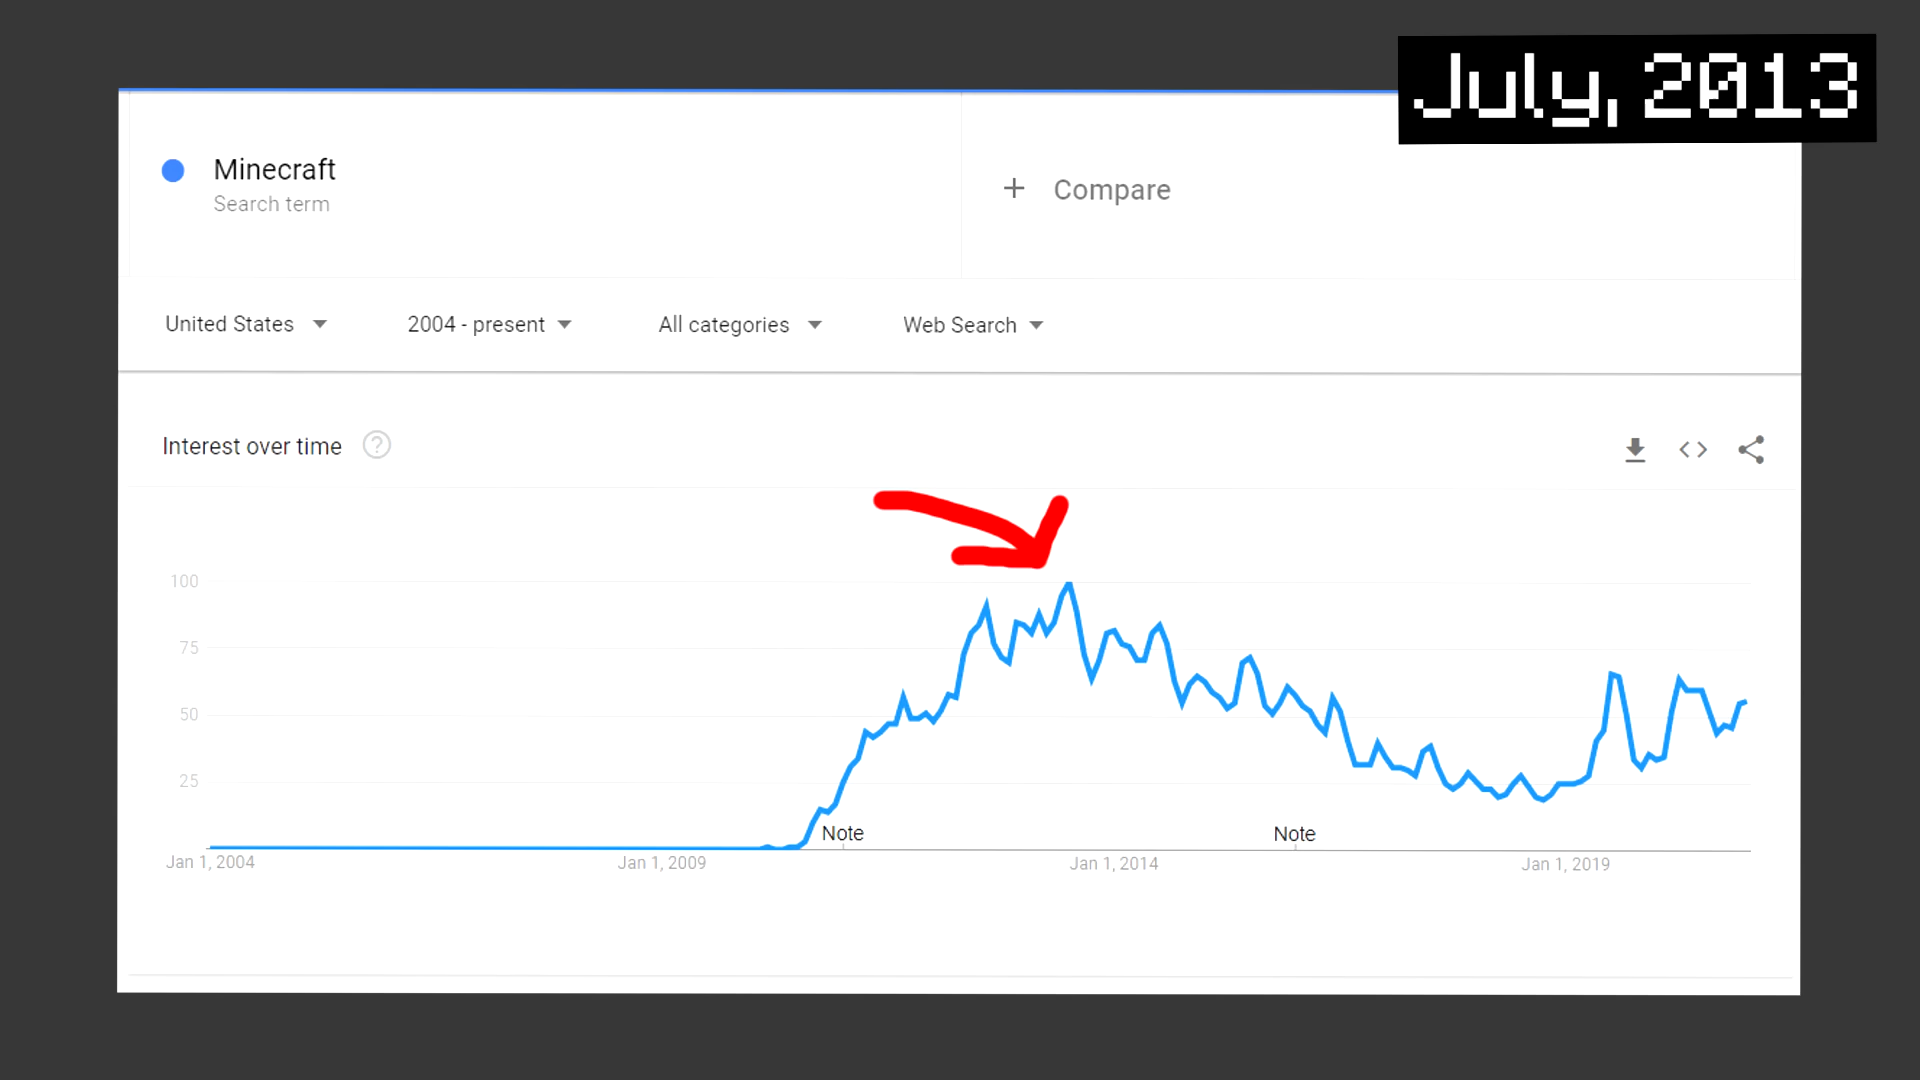 July, 2013
Minecraft
Search term
+ Compare
United States
2004 - present
All categories
Web Search
Interest over time ?
100
75
50
25
Note
Note
Jan 1, 2004
Jan 1, 2009
Jan 1, 2014
Jan 1, 2019